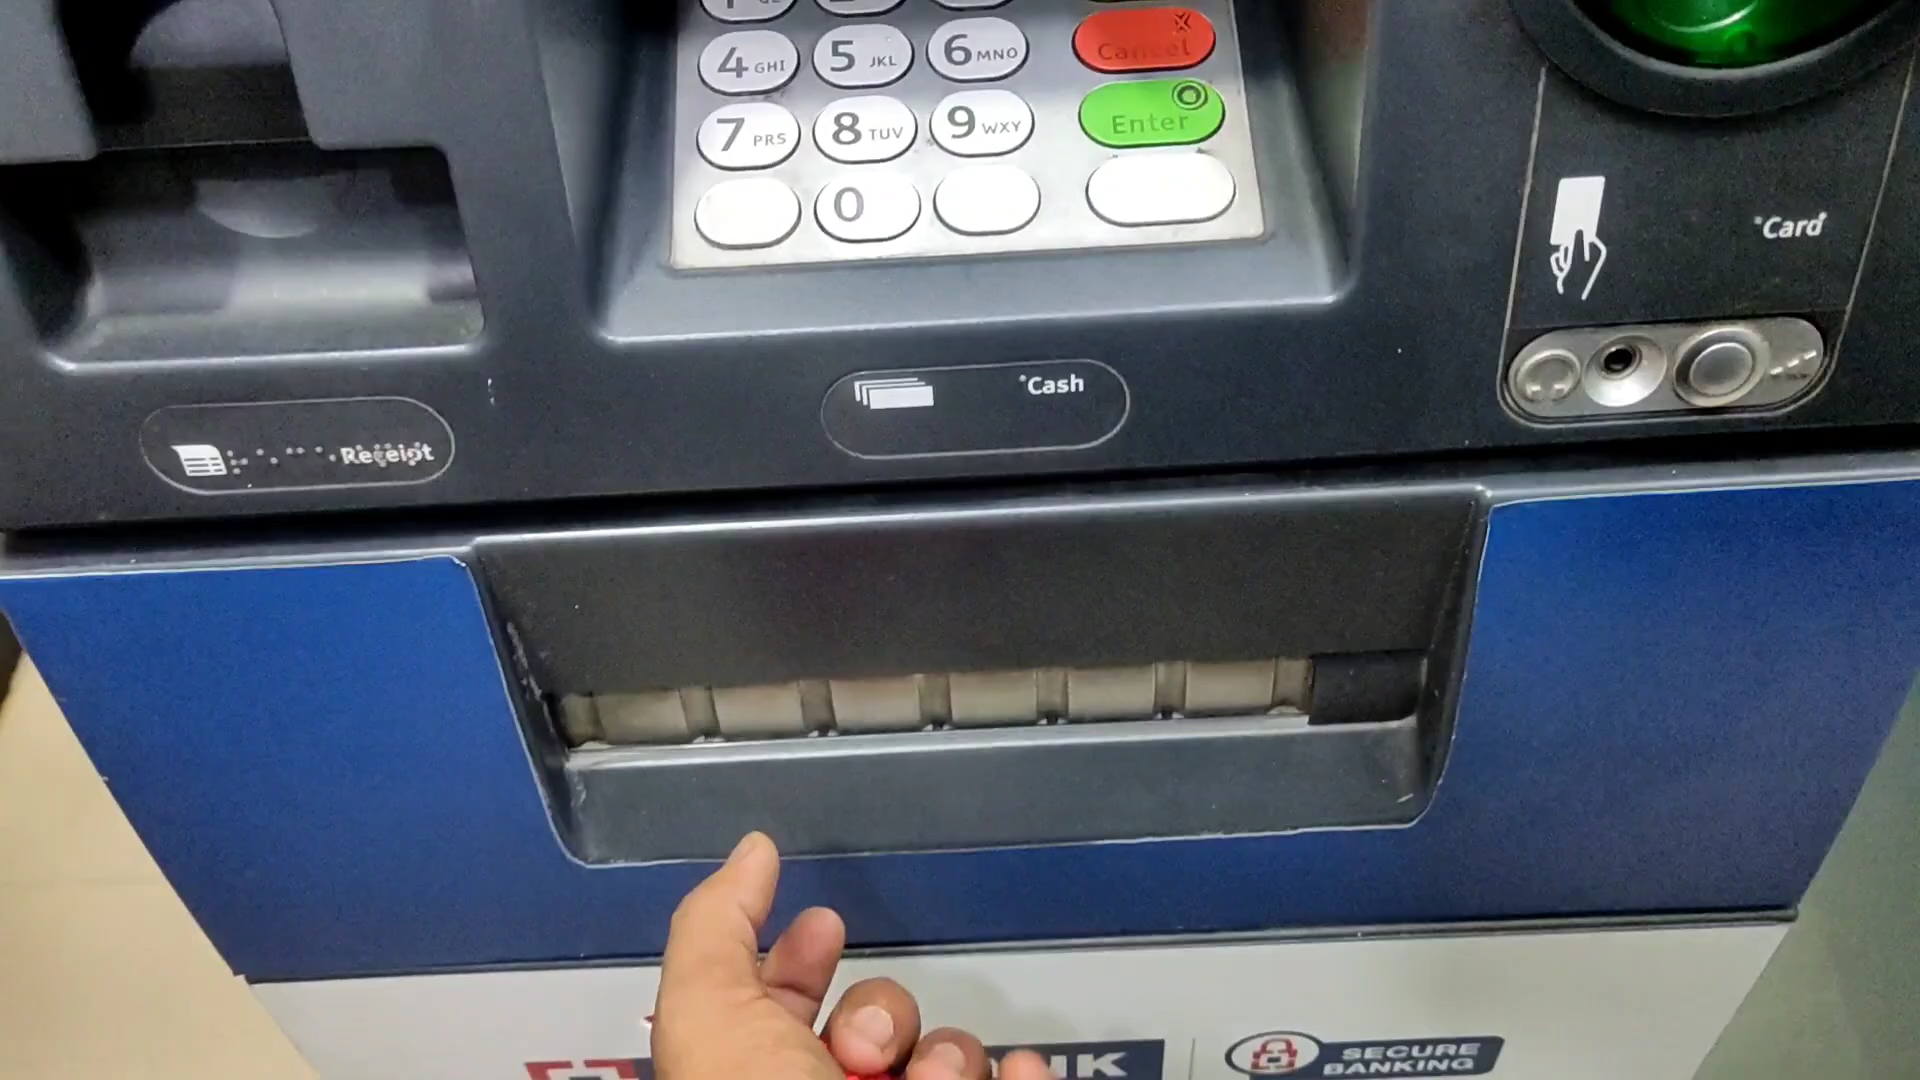 4 GHI 5 JKL 6 MNO Cancel
7 PRS 8 TUV 9 WXY Enter
0
Card
Cash
Receipt
SECURE
BANKING